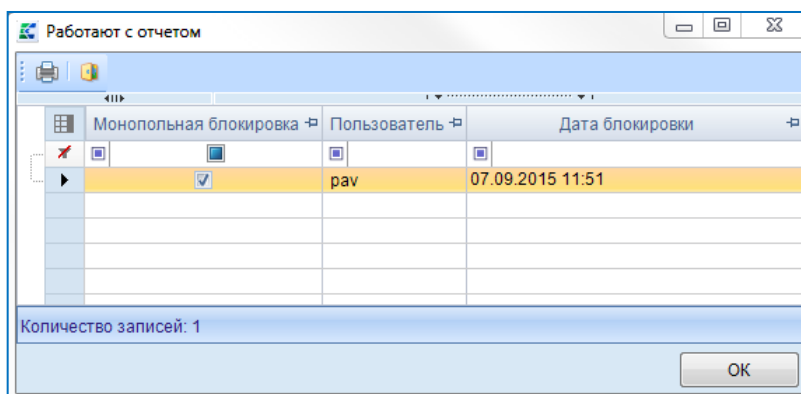 Работают с отчетом
Монопольная блокировка Пользователь Дата блокировки
pav 07.09.2015 11:51
Количество записей: 1
ОК